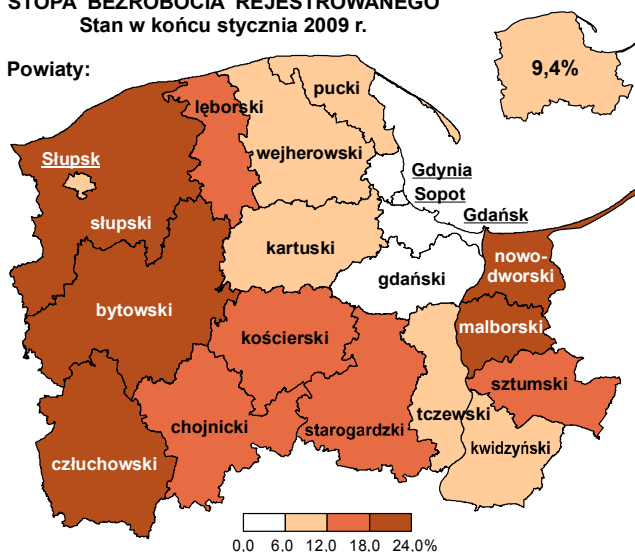 STOPA BEZROBOCIA REJESTROWANEGO
Stan w końcu stycznia 2009 r.
Powiaty:
9,4%
pucki
lęborski
wejherowski
Słupsk
Gdynia
Sopot
Gdańsk
słupski
kartuski
gdański
nowo-
dworski
bytowski
malborski
kościerski
sztumski
chojnicki
starogardzki
tczewski
kwidzyński
człuchowski
0,0 6,0 12,0 18,0 24,0%